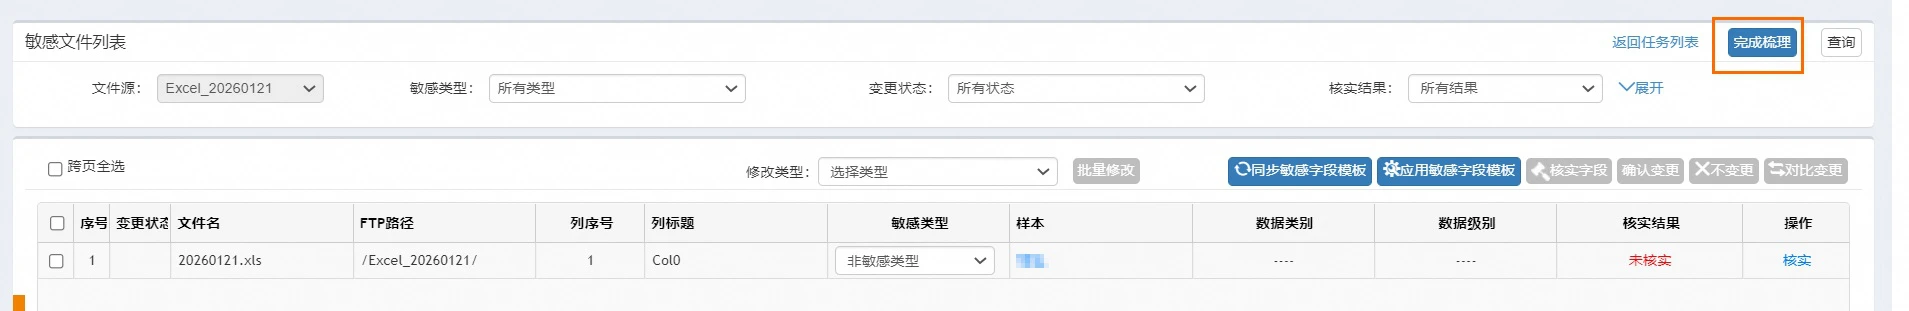 敏感文件列表 返回任务列表 完成梳理 查询
文件源： Excel_20260121 敏感类型： 所有类型 变更状态： 所有状态 核实结果： 所有结果 展开
跨页全选 修改类型： 选择类型 批量修改 同步敏感字段模板 应用敏感字段模板 核实字段 确认变更 不变更 对比变更
序号 变更状态 文件名 FTP路径 列序号 列标题 敏感类型 样本 数据类别 数据级别 核实结果 操作
1 20260121.xls /Excel_20260121/ 1 Col0 非敏感类型 ---- ---- 未核实 核实